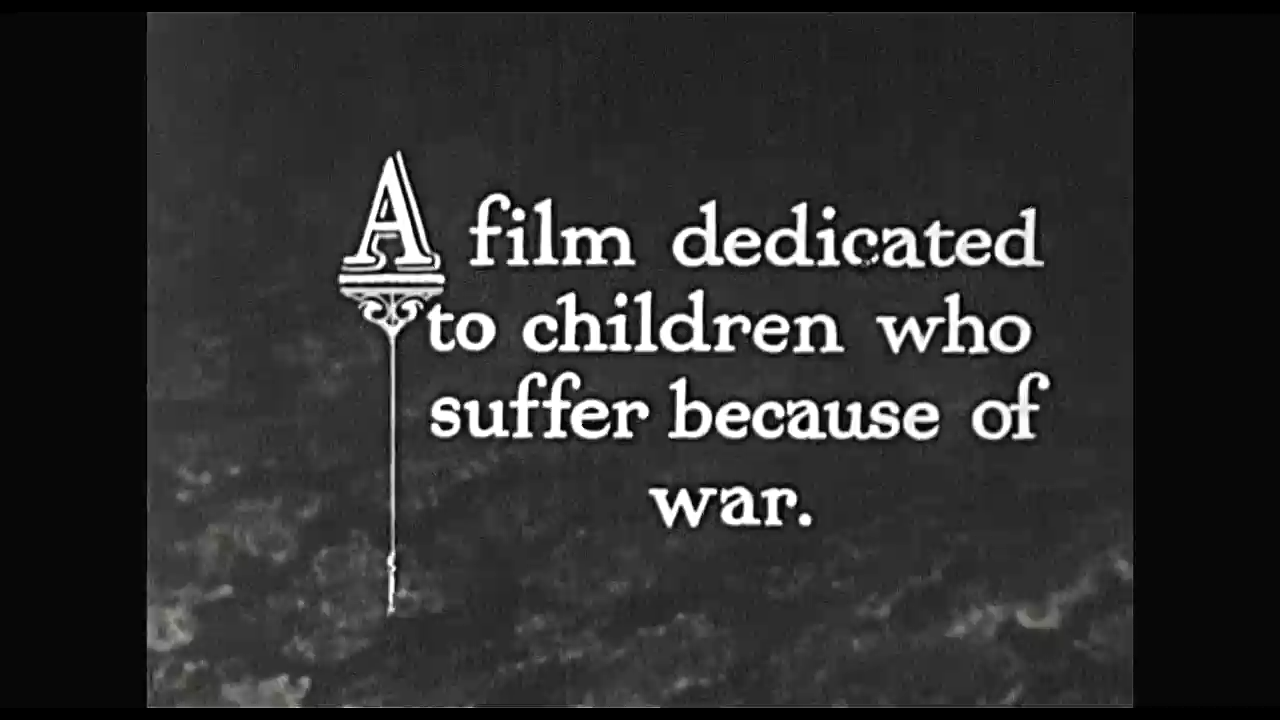 A film dedicated
to children who
suffer because of
war.